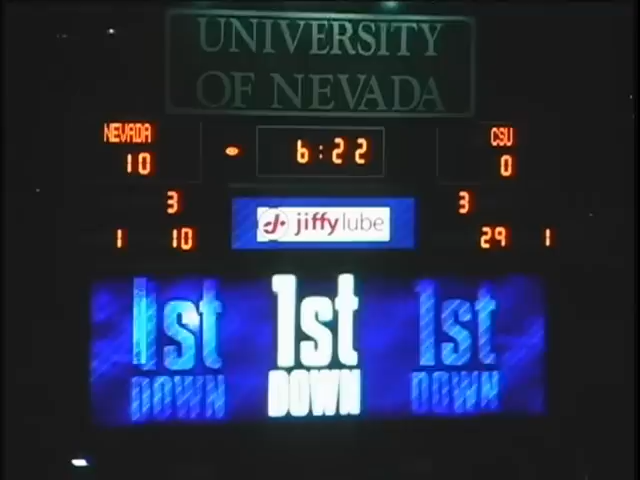 UNIVERSITY
OF NEVADA
NEVADA 6:22 CSU
10 0
3 3
jiffy lube
1 10 29 1
1st 1st 1st
DOWN DOWN DOWN